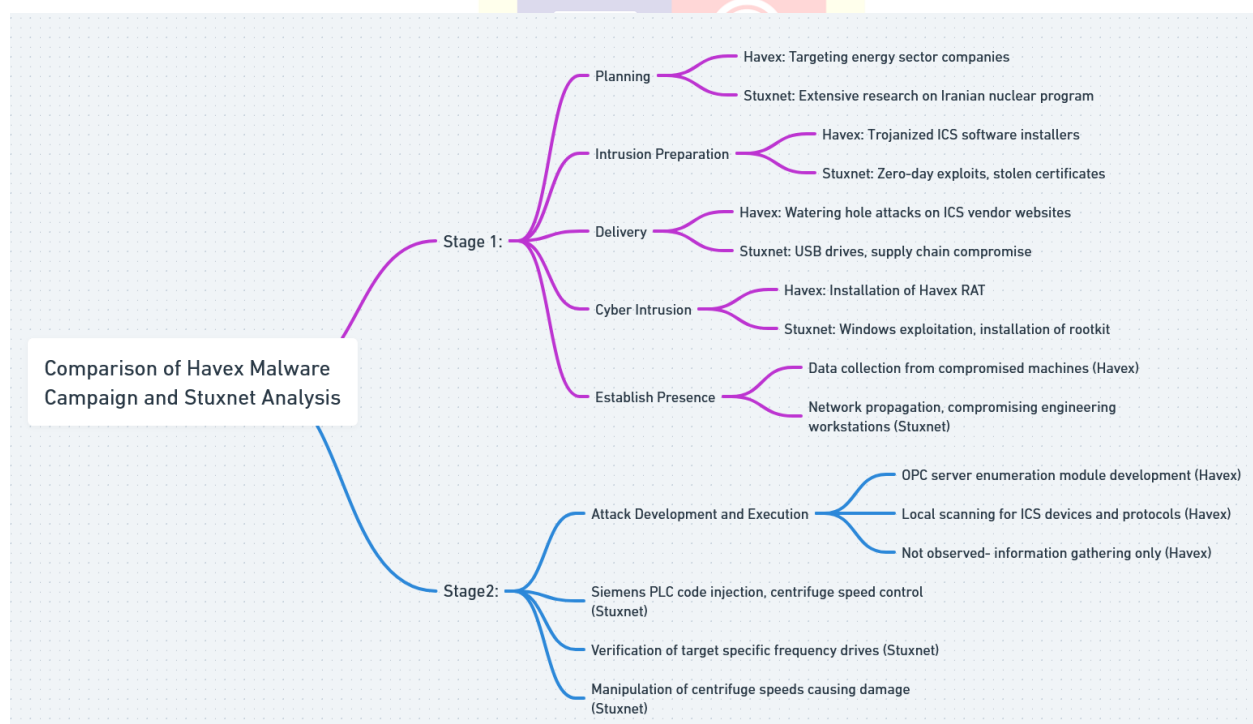 Comparison of Havex Malware
Campaign and Stuxnet Analysis
Stage 1:
Planning
Havex: Targeting energy sector companies
Stuxnet: Extensive research on Iranian nuclear program
Intrusion Preparation
Havex: Trojanized ICS software installers
Stuxnet: Zero-day exploits, stolen certificates
Delivery
Havex: Watering hole attacks on ICS vendor websites
Stuxnet: USB drives, supply chain compromise
Cyber Intrusion
Havex: Installation of Havex RAT
Stuxnet: Windows exploitation, installation of rootkit
Establish Presence
Data collection from compromised machines (Havex)
Network propagation, compromising engineering
workstations (Stuxnet)
Stage2:
Attack Development and Execution
OPC server enumeration module development (Havex)
Local scanning for ICS devices and protocols (Havex)
Not observed- information gathering only (Havex)
Siemens PLC code injection, centrifuge speed control
(Stuxnet)
Verification of target specific frequency drives (Stuxnet)
Manipulation of centrifuge speeds causing damage
(Stuxnet)